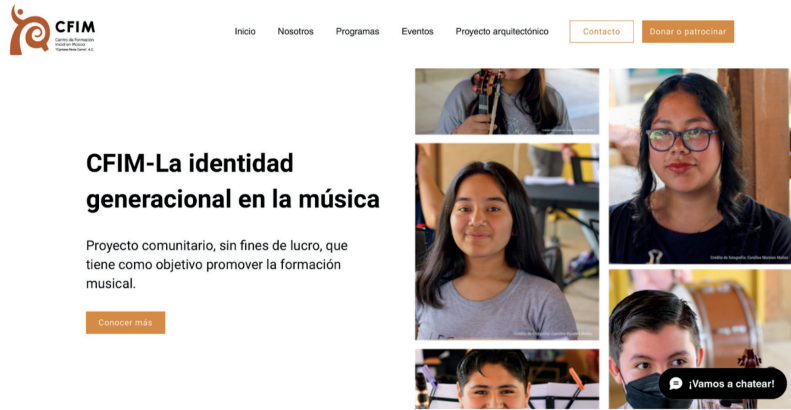 CFIM
Centro de Formación
Inicial en Música
Inicio
Nosotros
Programas
Eventos
Proyecto arquitectónico
Contacto
Donar o patrocinar
CFIM-La identidad
generacional en la música
Proyecto comunitario, sin fines de lucro, que
tiene como objetivo promover la formación
musical.
Conocer más
¡Vamos a chatear!